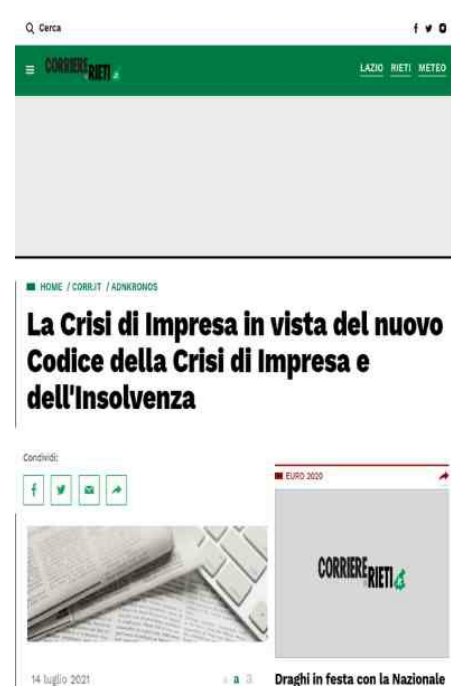 Cerca
CORRIERE RIETI
LAZIO RIETI METEO
HOME / CORR.IT / ADNKRONOS
La Crisi di Impresa in vista del nuovo
Codice della Crisi di Impresa e
dell'Insolvenza
Condividi:
EURO 2020
CORRIERE RIETI
14 luglio 2021
a a
Draghi in festa con la Nazionale